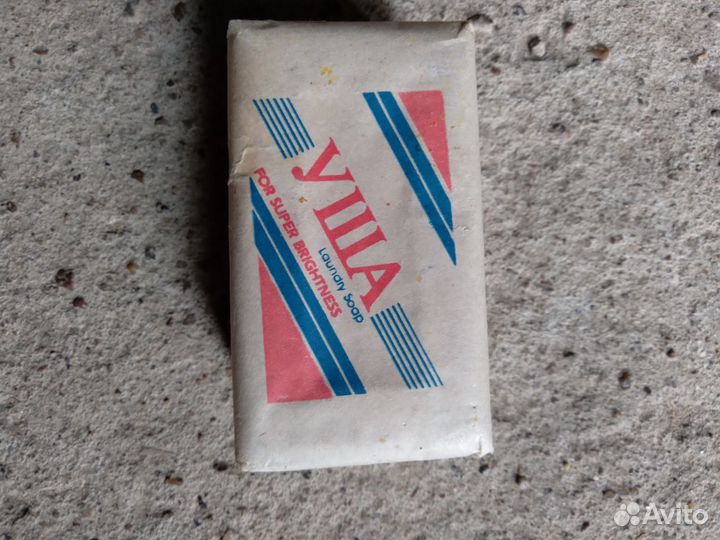 УША
Laundry Soap
FOR SUPER BRIGHTNESS
Avito